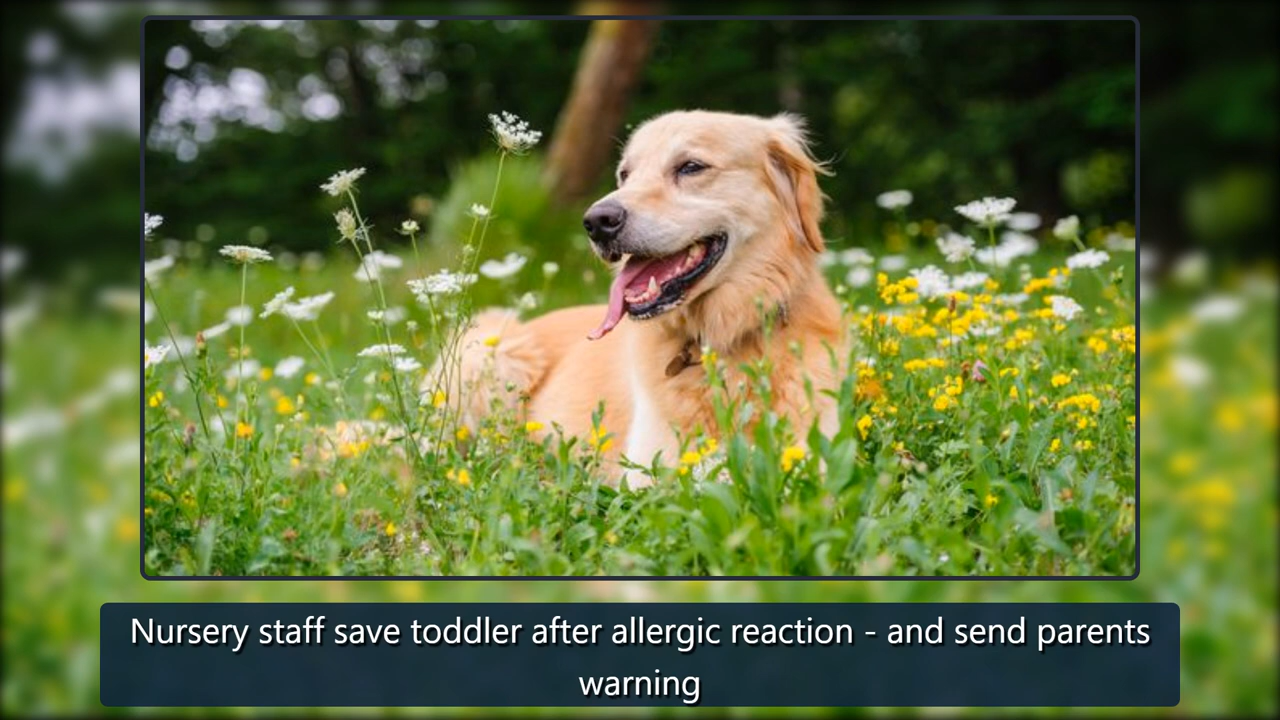 Nursery staff save toddler after allergic reaction - and send parents
warning